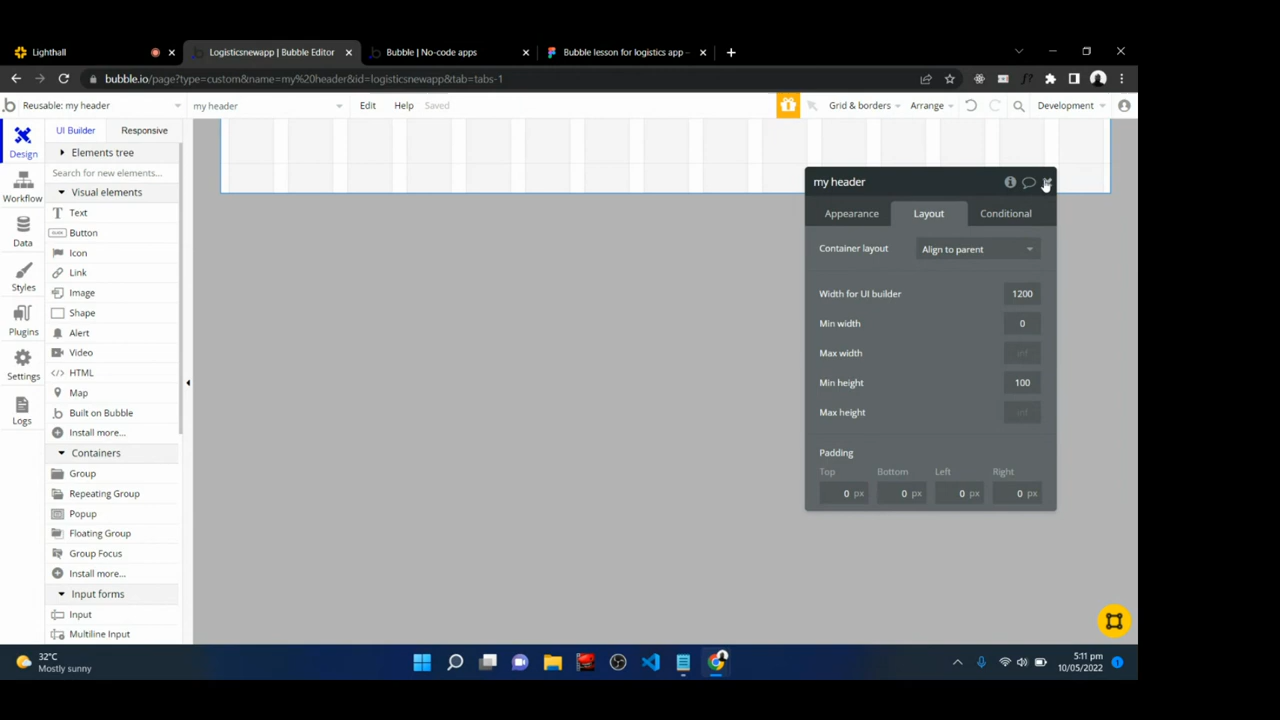 Lighthall
Logisticsnewapp | Bubble Editor
Bubble | No-code apps
Bubble lesson for logistics app –
bubble.io/page?type=custom&name=my%20header&id=logisticsnewapp&tab=tabs-1
Reusable: my header
my header
Edit
Help
Saved
Grid & borders
Arrange
Development
Design
Workflow
Data
Styles
Plugins
Settings
Logs
UI Builder
Responsive
Elements tree
Search for new elements...
Visual elements
Text
CLICK
Button
Icon
Link
Image
Shape
Alert
Video
</> HTML
Map
Built on Bubble
Install more...
Containers
Group
Repeating Group
Popup
Floating Group
Group Focus
Install more...
Input forms
Input
Multiline Input
my header
Appearance
Layout
Conditional
Container layout
Align to parent
Width for UI builder
1200
Min width
0
Max width
inf
Min height
100
Max height
inf
Padding
Top
Bottom
Left
Right
0 px
0 px
0 px
0 px
32°C
Mostly sunny
5:11 pm
10/05/2022
1